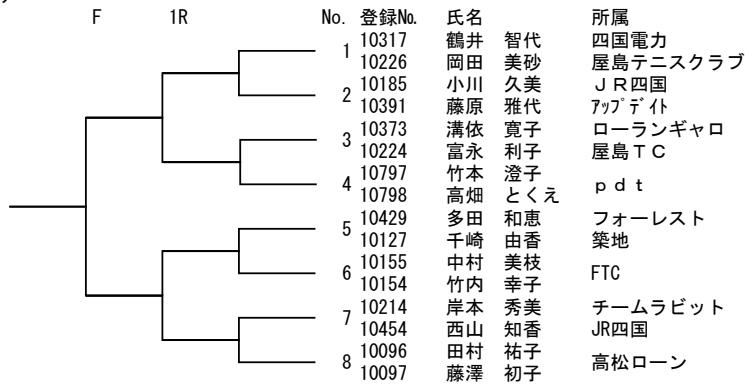 F 1R No. 登録No. 氏名 所属
1 10317 鶴井 智代 四国電力
10226 岡田 美砂 屋島テニスクラブ
2 10185 小川 久美 ＪＲ四国
10391 藤原 雅代 ｱｯﾌﾟﾃﾞｲﾄ
3 10373 溝依 寛子 ローランギャロ
10224 富永 利子 屋島ＴＣ
4 10797 竹本 澄子 ｐｄｔ
10798 高畑 とくえ
5 10429 多田 和恵 フォーレスト
10127 千崎 由香 築地
6 10155 中村 美枝 FTC
10154 竹内 幸子
7 10214 岸本 秀美 チームラビット
10454 西山 知香 JR四国
8 10096 田村 祐子 高松ローン
10097 藤澤 初子